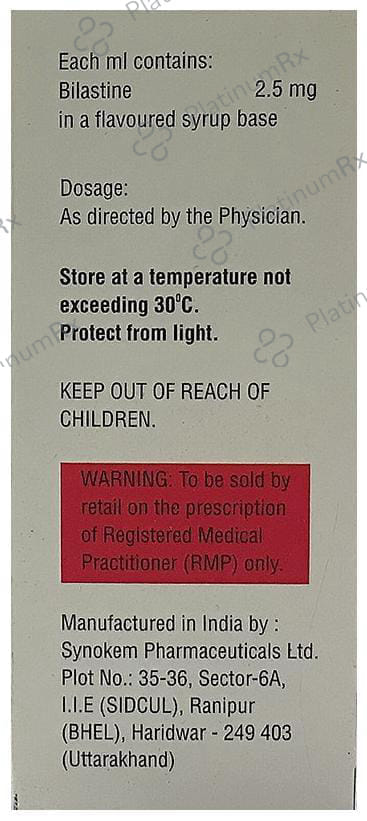 Each ml contains:
Bilastine 2.5 mg
in a flavoured syrup base
Dosage:
As directed by the Physician.
Store at a temperature not
exceeding 30⁰C.
Protect from light.
KEEP OUT OF REACH OF
CHILDREN.
WARNING: To be sold by
retail on the prescription
of Registered Medical
Practitioner (RMP) only.
Manufactured in India by :
Synokem Pharmaceuticals Ltd.
Plot No.: 35-36, Sector-6A,
I.I.E (SIDCUL), Ranipur
(BHEL), Haridwar - 249 403
(Uttarakhand)
PlatinumRx
PlatinumRx